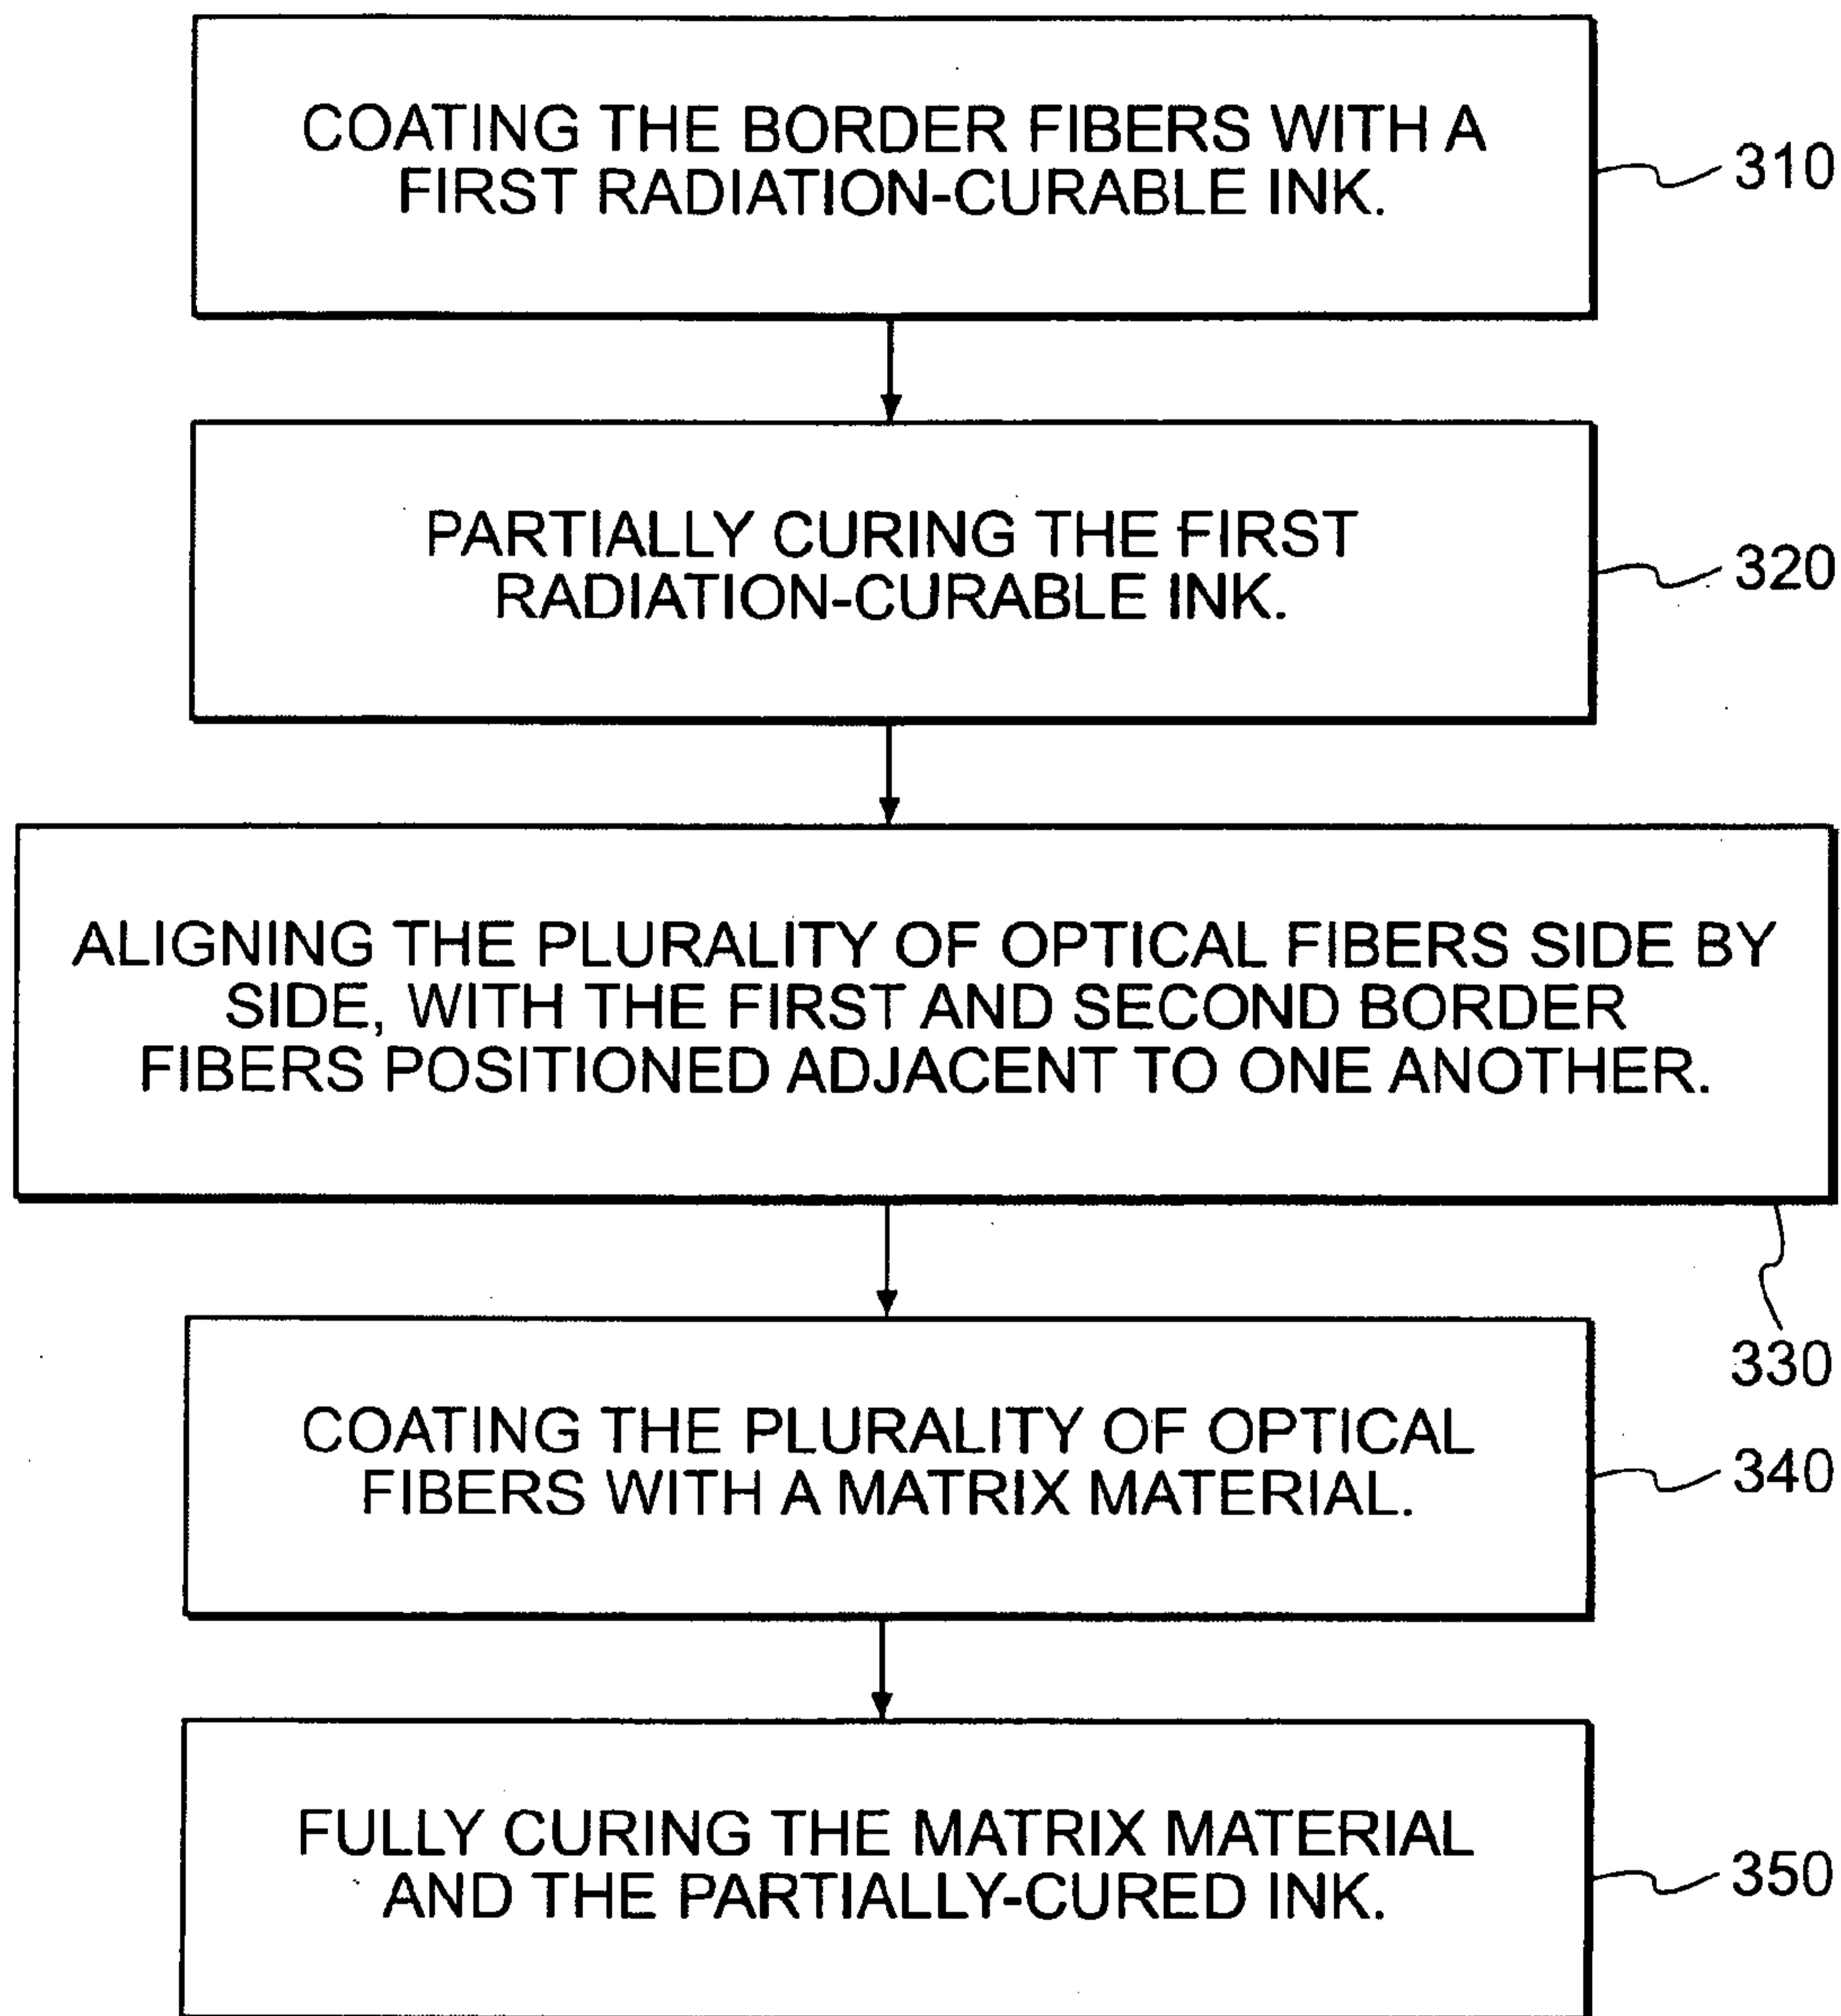 COATING THE BORDER FIBERS WITH A
FIRST RADIATION-CURABLE INK.
310
PARTIALLY CURING THE FIRST
RADIATION-CURABLE INK.
320
ALIGNING THE PLURALITY OF OPTICAL FIBERS SIDE BY
SIDE, WITH THE FIRST AND SECOND BORDER
FIBERS POSITIONED ADJACENT TO ONE ANOTHER.
330
COATING THE PLURALITY OF OPTICAL
FIBERS WITH A MATRIX MATERIAL.
340
FULLY CURING THE MATRIX MATERIAL
AND THE PARTIALLY-CURED INK.
350